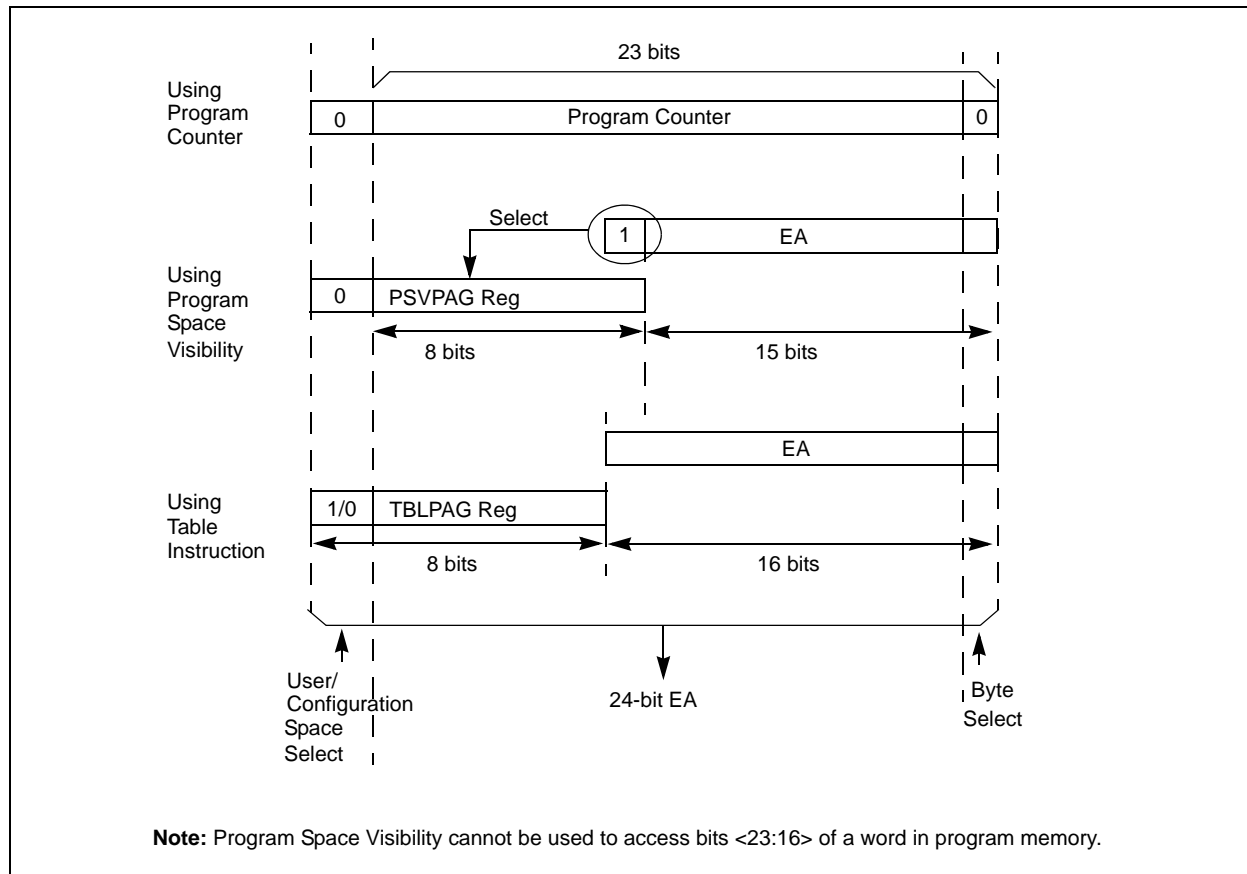 23 bits
Using
Program
Counter
0
Program Counter
0
Select
1
EA
Using
Program
Space
Visibility
0
PSVPAG Reg
8 bits
15 bits
EA
Using
Table
Instruction
1/0
TBLPAG Reg
8 bits
16 bits
User/
Configuration
Space
Select
24-bit EA
Byte
Select
Note: Program Space Visibility cannot be used to access bits <23:16> of a word in program memory.